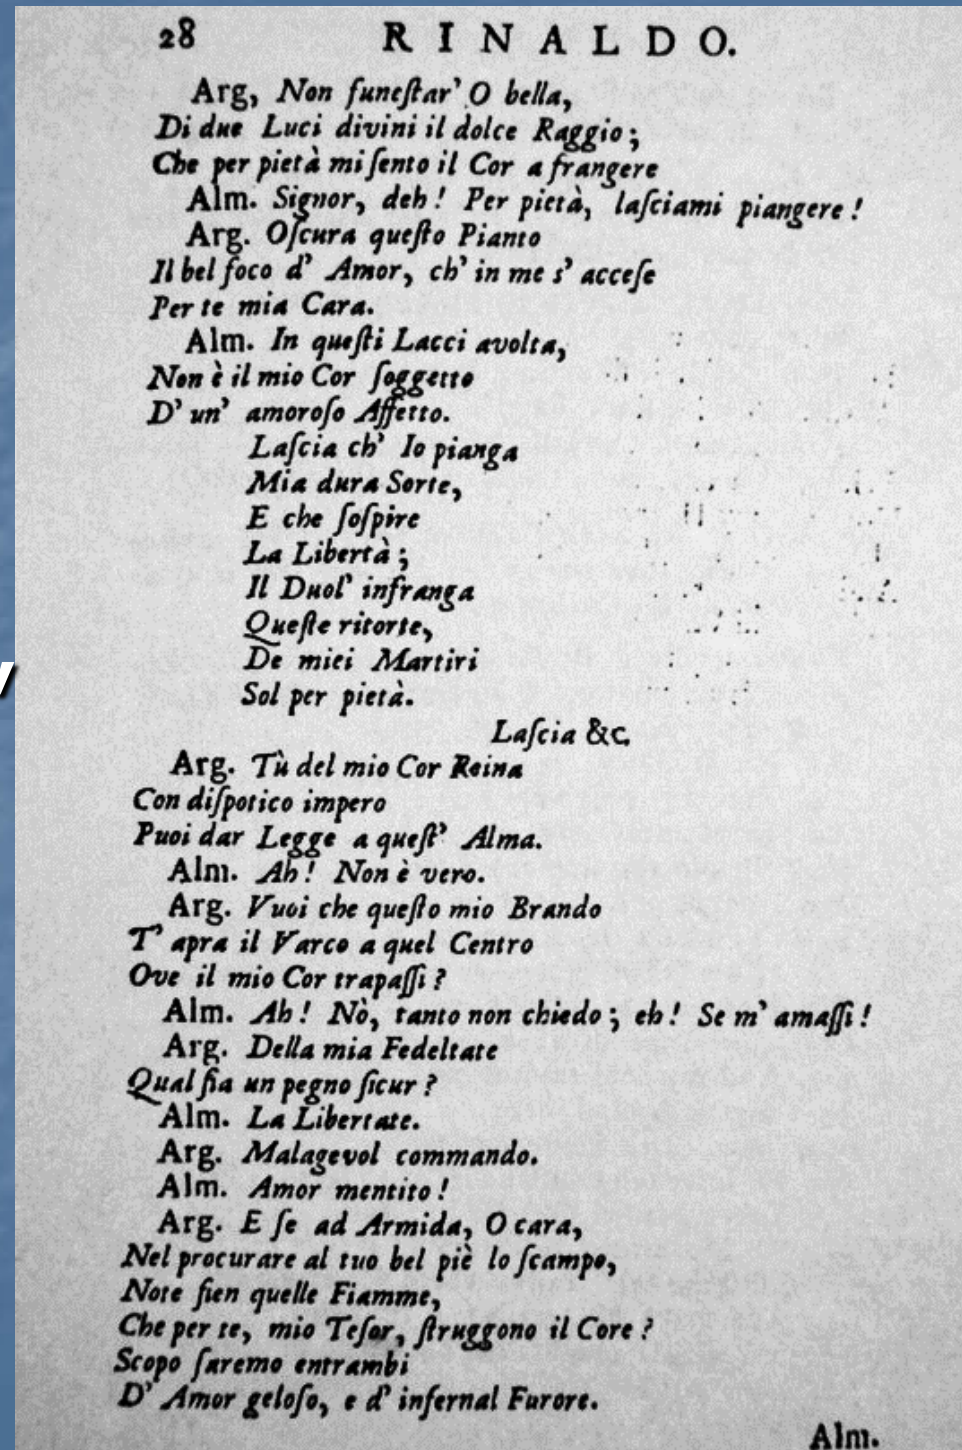 28 RINALDO.
Arg, Non funeſtar' O bella,
Di due Luci divini il dolce Raggio;
Che per pietà mi ſento il Cor a frangere
Alm. Signor, deh! Per pietà, laſciami piangere!
Arg. Oſcura queſto Pianto
Il bel foco d' Amor, ch' in me s' acceſe
Per te mia Cara.
Alm. In queſti Lacci avolta,
Non è il mio Cor ſoggetto
D' un' amoroſo Affetto.
Laſcia ch' Io pianga
Mia dura Sorte,
E che ſoſpire
La Libertà;
Il Duol' infranga
Queſte ritorte,
De miei Martiri
Sol per pietà.
Laſcia &c.
Arg. Tù del mio Cor Reina
Con diſpotico impero
Puoi dar Legge a queſt' Alma.
Alm. Ah! Non è vero.
Arg. Vuoi che queſto mio Brando
T' apra il Varco a quel Centro
Ove il mio Cor trapaſſi?
Alm. Ah! Nò, tanto non chiedo; eh! Se m' amaſſi!
Arg. Della mia Fedeltate
Qual fia un pegno ſicur?
Alm. La Libertate.
Arg. Malagevol commando.
Alm. Amor mentito!
Arg. E ſe ad Armida, O cara,
Nel procurare al tuo bel piè lo ſcampo,
Note fien quelle Fiamme,
Che per te, mio Teſor, ſtruggono il Core?
Scopo ſaremo entrambi
D' Amor geloſo, e d' infernal Furore.
Alm.